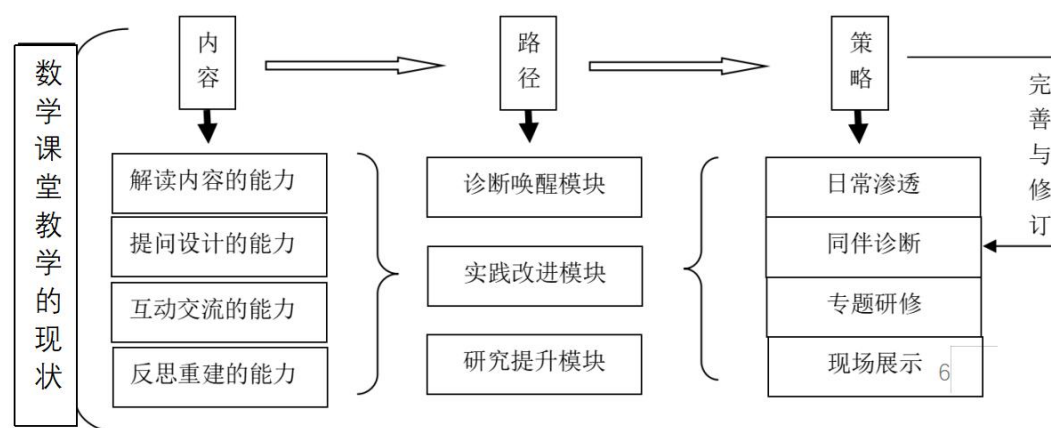 数学课堂教学的现状
内容
路径
策略
解读内容的能力
提问设计的能力
互动交流的能力
反思重建的能力
诊断唤醒模块
实践改进模块
研究提升模块
日常渗透
同伴诊断
专题研修
现场展示
6
完善与修订